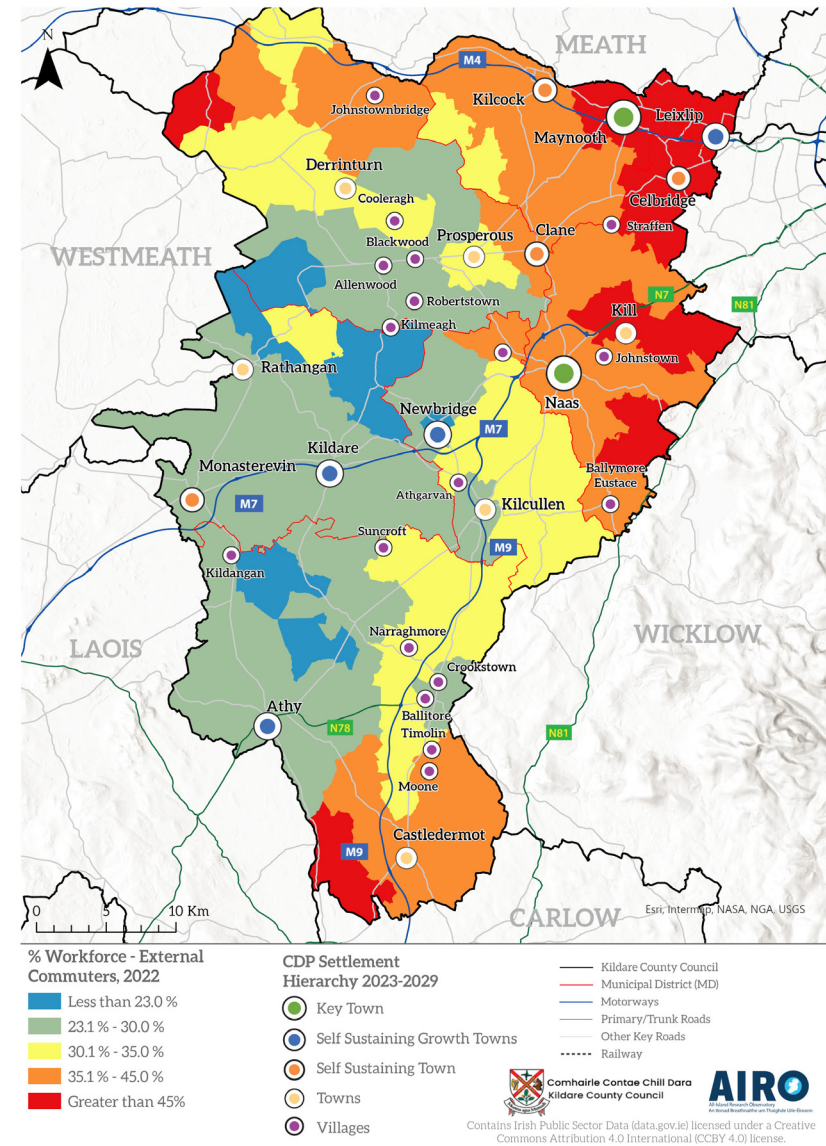 N
MEATH
M4
Kilcock
Johnstownbridge
Leixlip
Maynooth
Derrinturn
Celbridge
Cooleragh
Straffen
Clane
Prosperous
Blackwood
WESTMEATH
Allenwood
N7
N81
Robertstown
Kill
Kilmeagh
Johnstown
Rathangan
Naas
Newbridge
M7
Kildare
Monasterevin
Ballymore
Eustace
Athgarvan
M7
Kilcullen
Suncroft
M9
Kildangan
Narraghmore
WICKLOW
LAOIS
Crookstown
Athy
Ballitore
N78
Timolin
N81
Moone
Castledermot
M9
0 5 10 Km
CARLOW
Esri, Intermap, NASA, NGA, USGS
% Workforce - External
Commuters, 2022
Less than 23.0 %
23.1 % - 30.0 %
30.1 % - 35.0 %
35.1 % - 45.0 %
Greater than 45%
CDP Settlement
Hierarchy 2023-2029
Key Town
Self Sustaining Growth Towns
Self Sustaining Town
Towns
Villages
Kildare County Council
Municipal District (MD)
Motorways
Primary/Trunk Roads
Other Key Roads
Railway
Comhairle Contae Chill Dara
Kildare County Council
AIRO
All-Island Research Observatory
Contains Irish Public Sector Data (data.gov.ie) licensed under a Creative
Commons Attribution 4.0 International (CCBY 4.0) license.